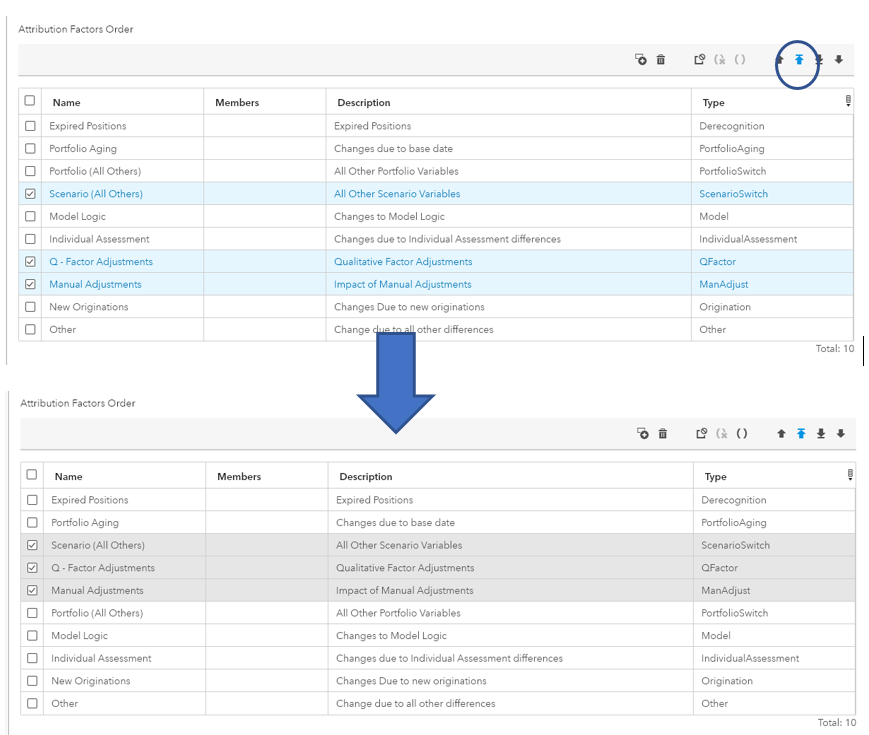 Attribution Factors Order
Name Members Description Type
Expired Positions Expired Positions Derecognition
Portfolio Aging Changes due to base date PortfolioAging
Portfolio (All Others) All Other Portfolio Variables PortfolioSwitch
Scenario (All Others) All Other Scenario Variables ScenarioSwitch
Model Logic Changes to Model Logic Model
Individual Assessment Changes due to Individual Assessment differences IndividualAssessment
Q - Factor Adjustments Qualitative Factor Adjustments QFactor
Manual Adjustments Impact of Manual Adjustments ManAdjust
New Originations Changes Due to new originations Origination
Other Change due to all other differences Other
Total: 10
Attribution Factors Order
Name Members Description Type
Expired Positions Expired Positions Derecognition
Portfolio Aging Changes due to base date PortfolioAging
Scenario (All Others) All Other Scenario Variables ScenarioSwitch
Q - Factor Adjustments Qualitative Factor Adjustments QFactor
Manual Adjustments Impact of Manual Adjustments ManAdjust
Portfolio (All Others) All Other Portfolio Variables PortfolioSwitch
Model Logic Changes to Model Logic Model
Individual Assessment Changes due to Individual Assessment differences IndividualAssessment
New Originations Changes Due to new originations Origination
Other Change due to all other differences Other
Total: 10